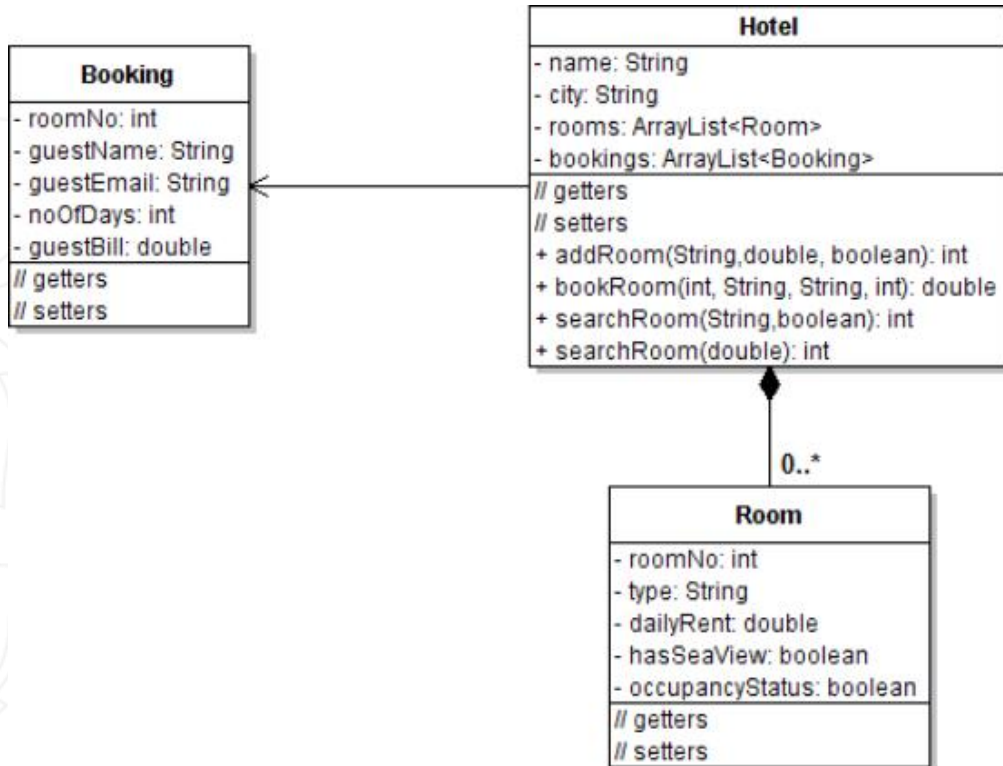 Booking
- roomNo: int
- guestName: String
- guestEmail: String
- noOfDays: int
- guestBill: double
// getters
// setters
Hotel
- name: String
- city: String
- rooms: ArrayList<Room>
- bookings: ArrayList<Booking>
// getters
// setters
+ addRoom(String,double, boolean): int
+ bookRoom(int, String, String, int): double
+ searchRoom(String,boolean): int
+ searchRoom(double): int
0..*
Room
- roomNo: int
- type: String
- dailyRent: double
- hasSeaView: boolean
- occupancyStatus: boolean
// getters
// setters